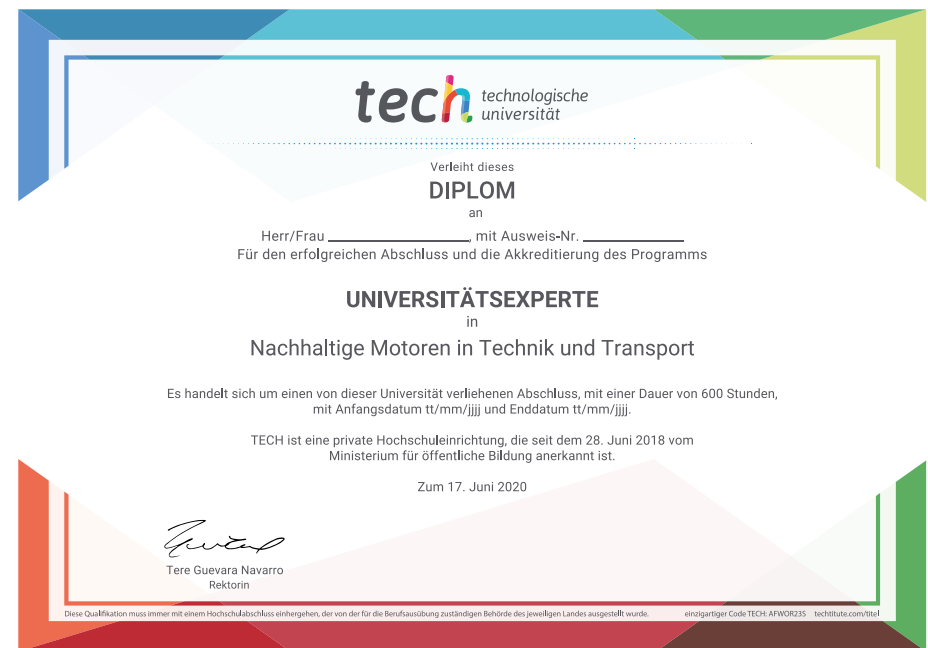 tech technologische
universität
Verleiht dieses
DIPLOM
an
Herr/Frau ____________________, mit Ausweis-Nr. ______________
Für den erfolgreichen Abschluss und die Akkreditierung des Programms
UNIVERSITÄTSEXPERTE
in
Nachhaltige Motoren in Technik und Transport
Es handelt sich um einen von dieser Universität verliehenen Abschluss, mit einer Dauer von 600 Stunden,
mit Anfangsdatum tt/mm/jjjj und Enddatum tt/mm/jjjj.
TECH ist eine private Hochschuleinrichtung, die seit dem 28. Juni 2018 vom
Ministerium für öffentliche Bildung anerkannt ist.
Zum 17. Juni 2020
Tere Guevara Navarro
Rektorin
Diese Qualifikation muss immer mit einem Hochschulabschluss einhergehen, der von der für die Berufsausübung zuständigen Behörde des jeweiligen Landes ausgestellt wurde. einzigartiger Code TECH: AFWOR23S techtitute.com/titel